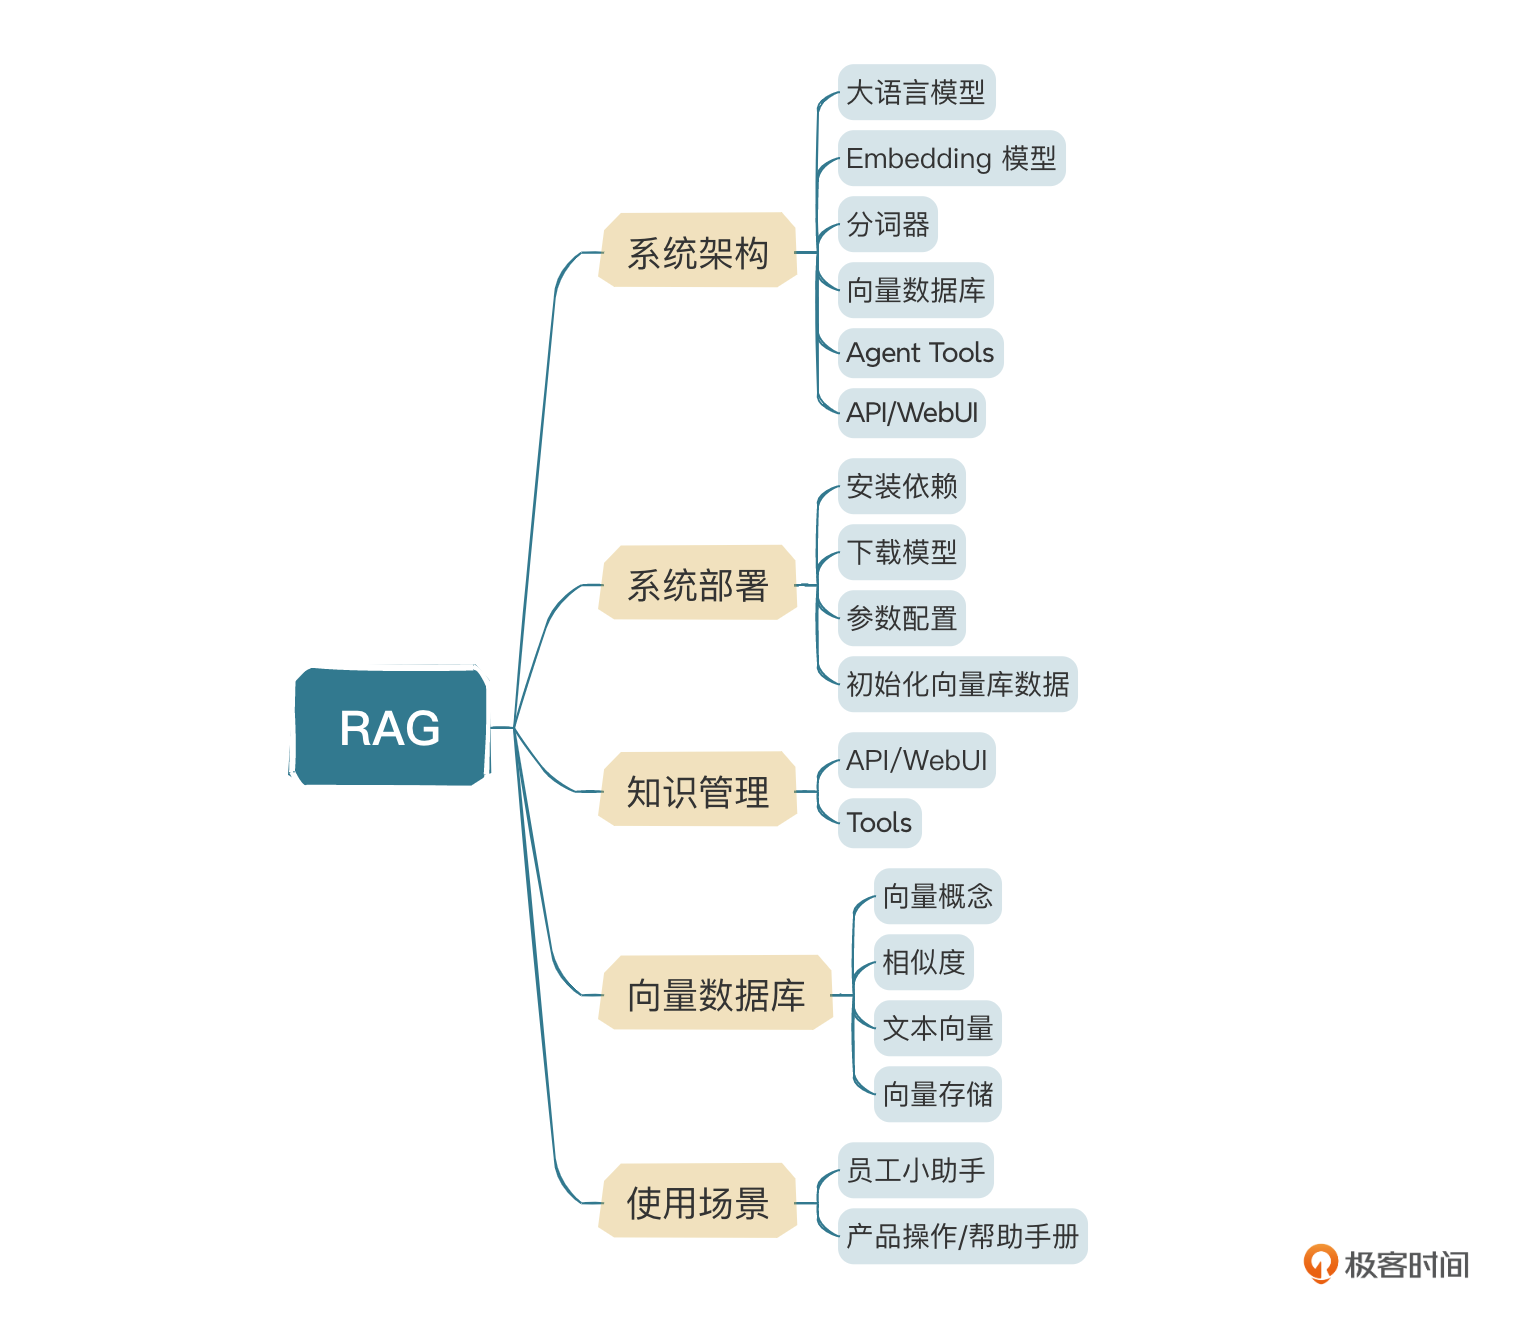 RAG
系统架构
大语言模型
Embedding 模型
分词器
向量数据库
Agent Tools
API/WebUI
系统部署
安装依赖
下载模型
参数配置
初始化向量库数据
知识管理
API/WebUI
Tools
向量数据库
向量概念
相似度
文本向量
向量存储
使用场景
员工小助手
产品操作/帮助手册
极客时间